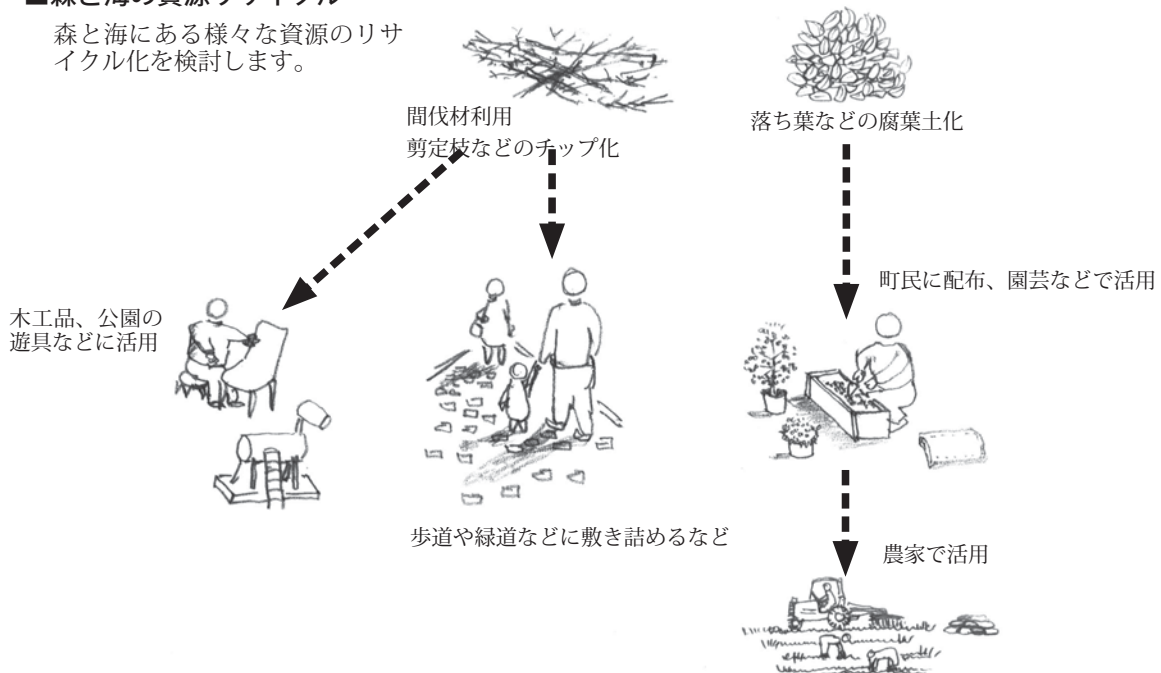 ■森と海の資源リサイクル
森と海にある様々な資源のリサ
イクル化を検討します。
間伐材利用
剪定枝などのチップ化
落ち葉などの腐葉土化
町民に配布、園芸などで活用
木工品、公園の
遊具などに活用
歩道や緑道などに敷き詰めるなど
農家で活用